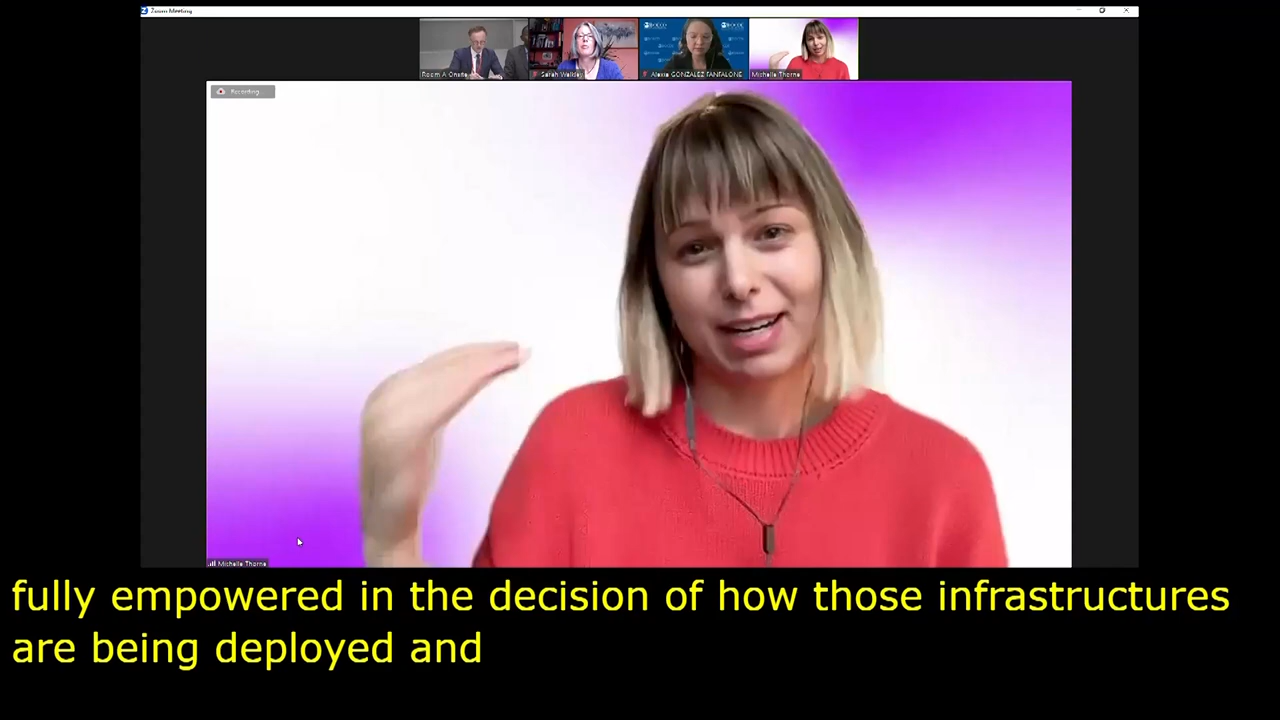 Zoom Meeting
Room A Onsite
Sarah Walkley
Alexia GONZALEZ FANFALONE
Michelle Thorne
Recording...
Michelle Thorne
fully empowered in the decision of how those infrastructures
are being deployed and